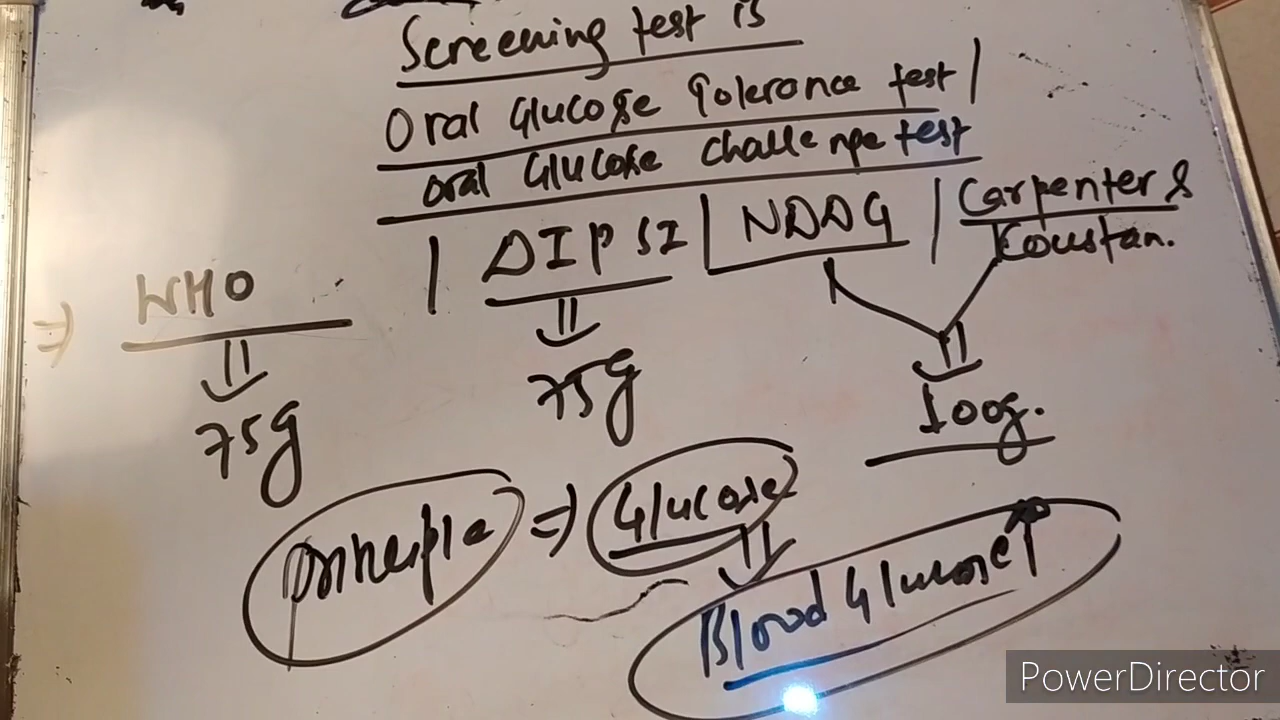 Screening test is
Oral Glucose Tolerance test |
Oral Glucose challenge test
⇒ WHO | DIPSI | NDDG | Carpenter &
Coustan.
75g 75g 100g.
principle ⇒ Glucose
Blood Glucose ↑
PowerDirector